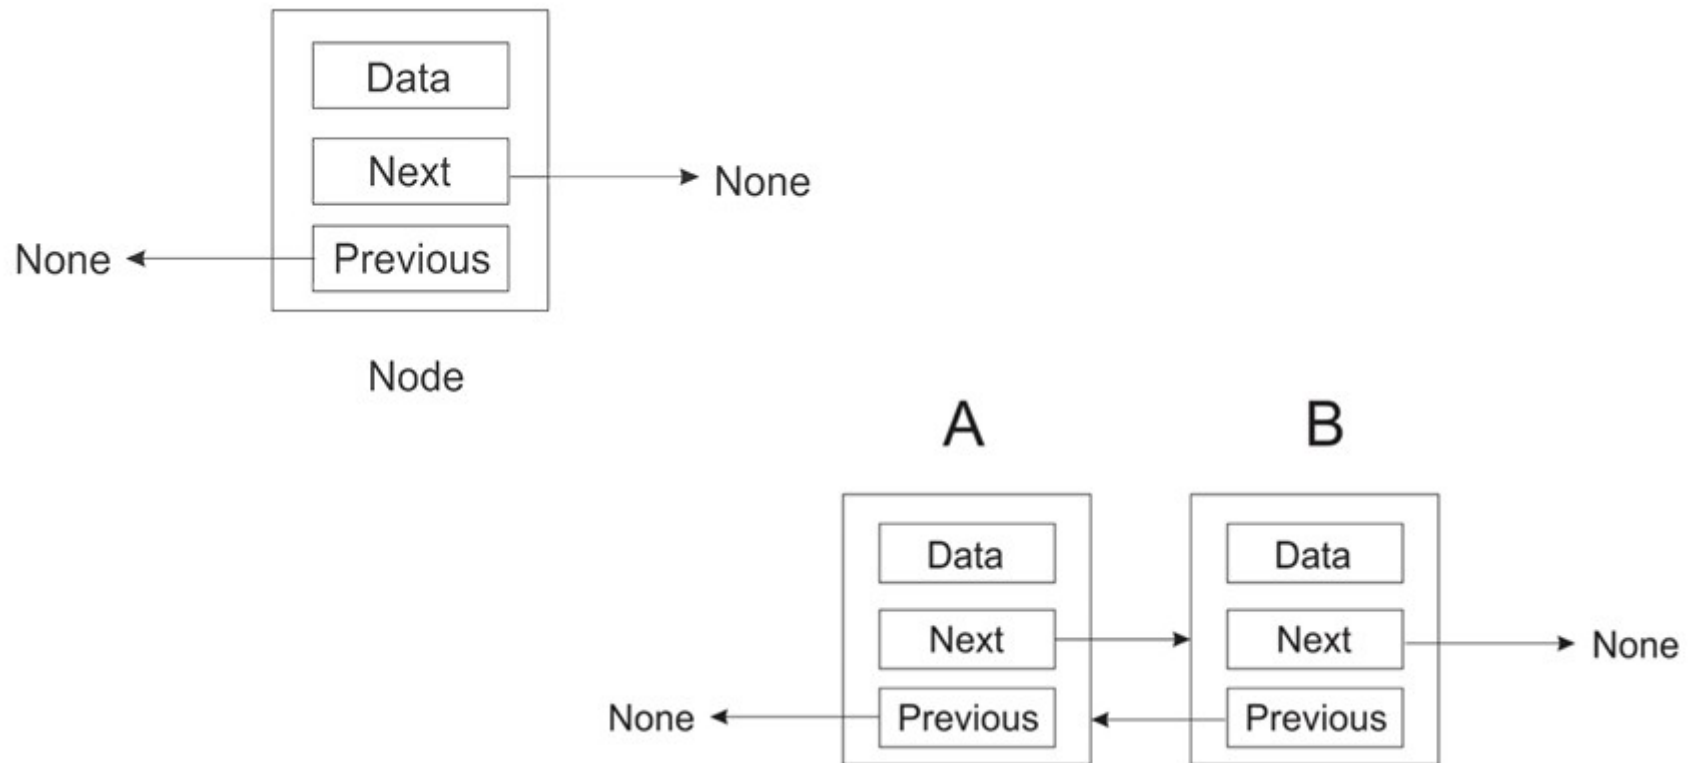 Data
Next
None
None
Previous
Node
A
B
Data
Data
Next
Next
None
None
Previous
Previous